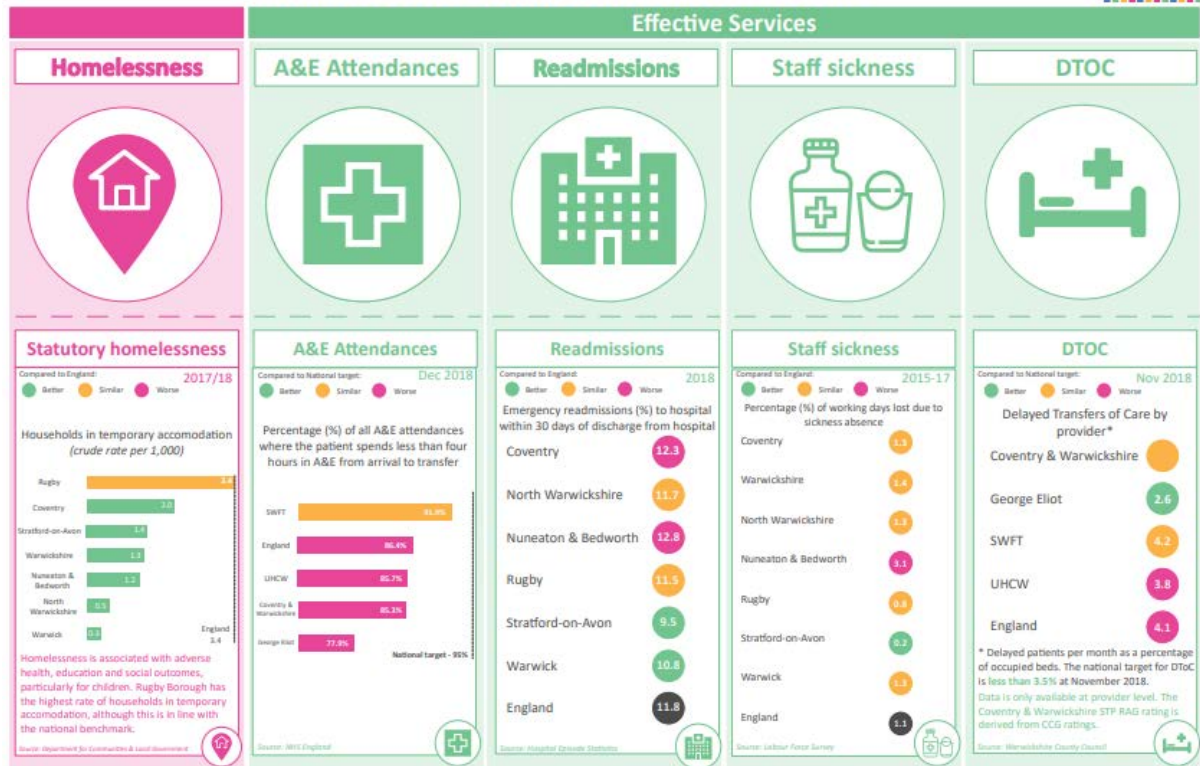 Effective Services
Homelessness
A&E Attendances
Readmissions
Staff sickness
DTOC
Statutory homelessness
Compared to England:
2017/18
Better Similar Worse
Households in temporary accomodation
(crude rate per 1,000)
Rugby 3.4
Coventry 2.0
Stratford-on-Avon 1.4
Warwickshire 1.3
Nuneaton &
Bedworth
1.2
North
Warwickshire
0.5
Warwick
England
3.4
Homelessness is associated with adverse
health, education and social outcomes,
particularly for children. Rugby Borough has
the highest rate of households in temporary
accomodation, although this is in line with
the national benchmark.
Source: Department for Communities & Local Government
A&E Attendances
Compared to National target:
Dec 2018
Better Similar Worse
Percentage (%) of all A&E attendances
where the patient spends less than four
hours in A&E from arrival to transfer
SWFT
England 86.4%
UHCW 85.7%
Coventry &
Warwickshire
85.3%
George Eliot 77.9%
National target - 95%
Source: NHS England
Readmissions
Compared to England:
2018
Better Similar Worse
Emergency readmissions (%) to hospital
within 30 days of discharge from hospital
Coventry 12.3
North Warwickshire 11.7
Nuneaton & Bedworth 12.8
Rugby 11.5
Stratford-on-Avon 9.5
Warwick 10.8
England 11.8
Source: Hospital Episode Statistics
Staff sickness
Compared to England:
2015-17
Better Similar Worse
Percentage (%) of working days lost due to
sickness absence
Coventry 1.3
Warwickshire 1.4
North Warwickshire 1.3
Nuneaton & Bedworth 3.1
Rugby 0.8
Stratford-on-Avon 0.2
Warwick 1.3
England 1.1
Source: Labour Force Survey
DTOC
Compared to National target:
Nov 2018
Better Similar Worse
Delayed Transfers of Care by
provider*
Coventry & Warwickshire
George Eliot 2.6
SWFT 4.2
UHCW 3.8
England 4.1
* Delayed patients per month as a percentage
of occupied beds. The national target for DToC
is less than 3.5% at November 2018.
Data is only available at provider level. The
Coventry & Warwickshire STP RAG rating is
derived from CCG ratings.
Source: Warwickshire County Council